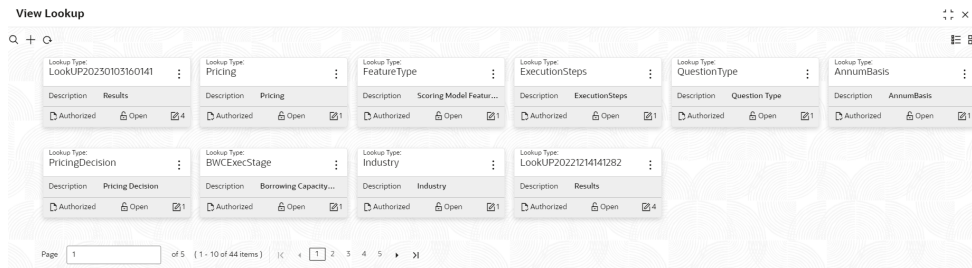 View Lookup
Lookup Type:
LookUP20230103160141
Description Results
Authorized Open 4
Lookup Type:
Pricing
Description Pricing
Authorized Open 1
Lookup Type:
FeatureType
Description Scoring Model Featur...
Authorized Open 1
Lookup Type:
ExecutionSteps
Description ExecutionSteps
Authorized Open 1
Lookup Type:
QuestionType
Description Question Type
Authorized Open 1
Lookup Type:
AnnumBasis
Description AnnumBasis
Authorized Open 1
Lookup Type:
PricingDecision
Description Pricing Decision
Authorized Open 1
Lookup Type:
BWCExecStage
Description Borrowing Capacity...
Authorized Open 1
Lookup Type:
Industry
Description Industry
Authorized Open 1
Lookup Type:
LookUP20221214141282
Description Results
Authorized Open 4
Page 1 of 5 (1 - 10 of 44 items) 1 2 3 4 5